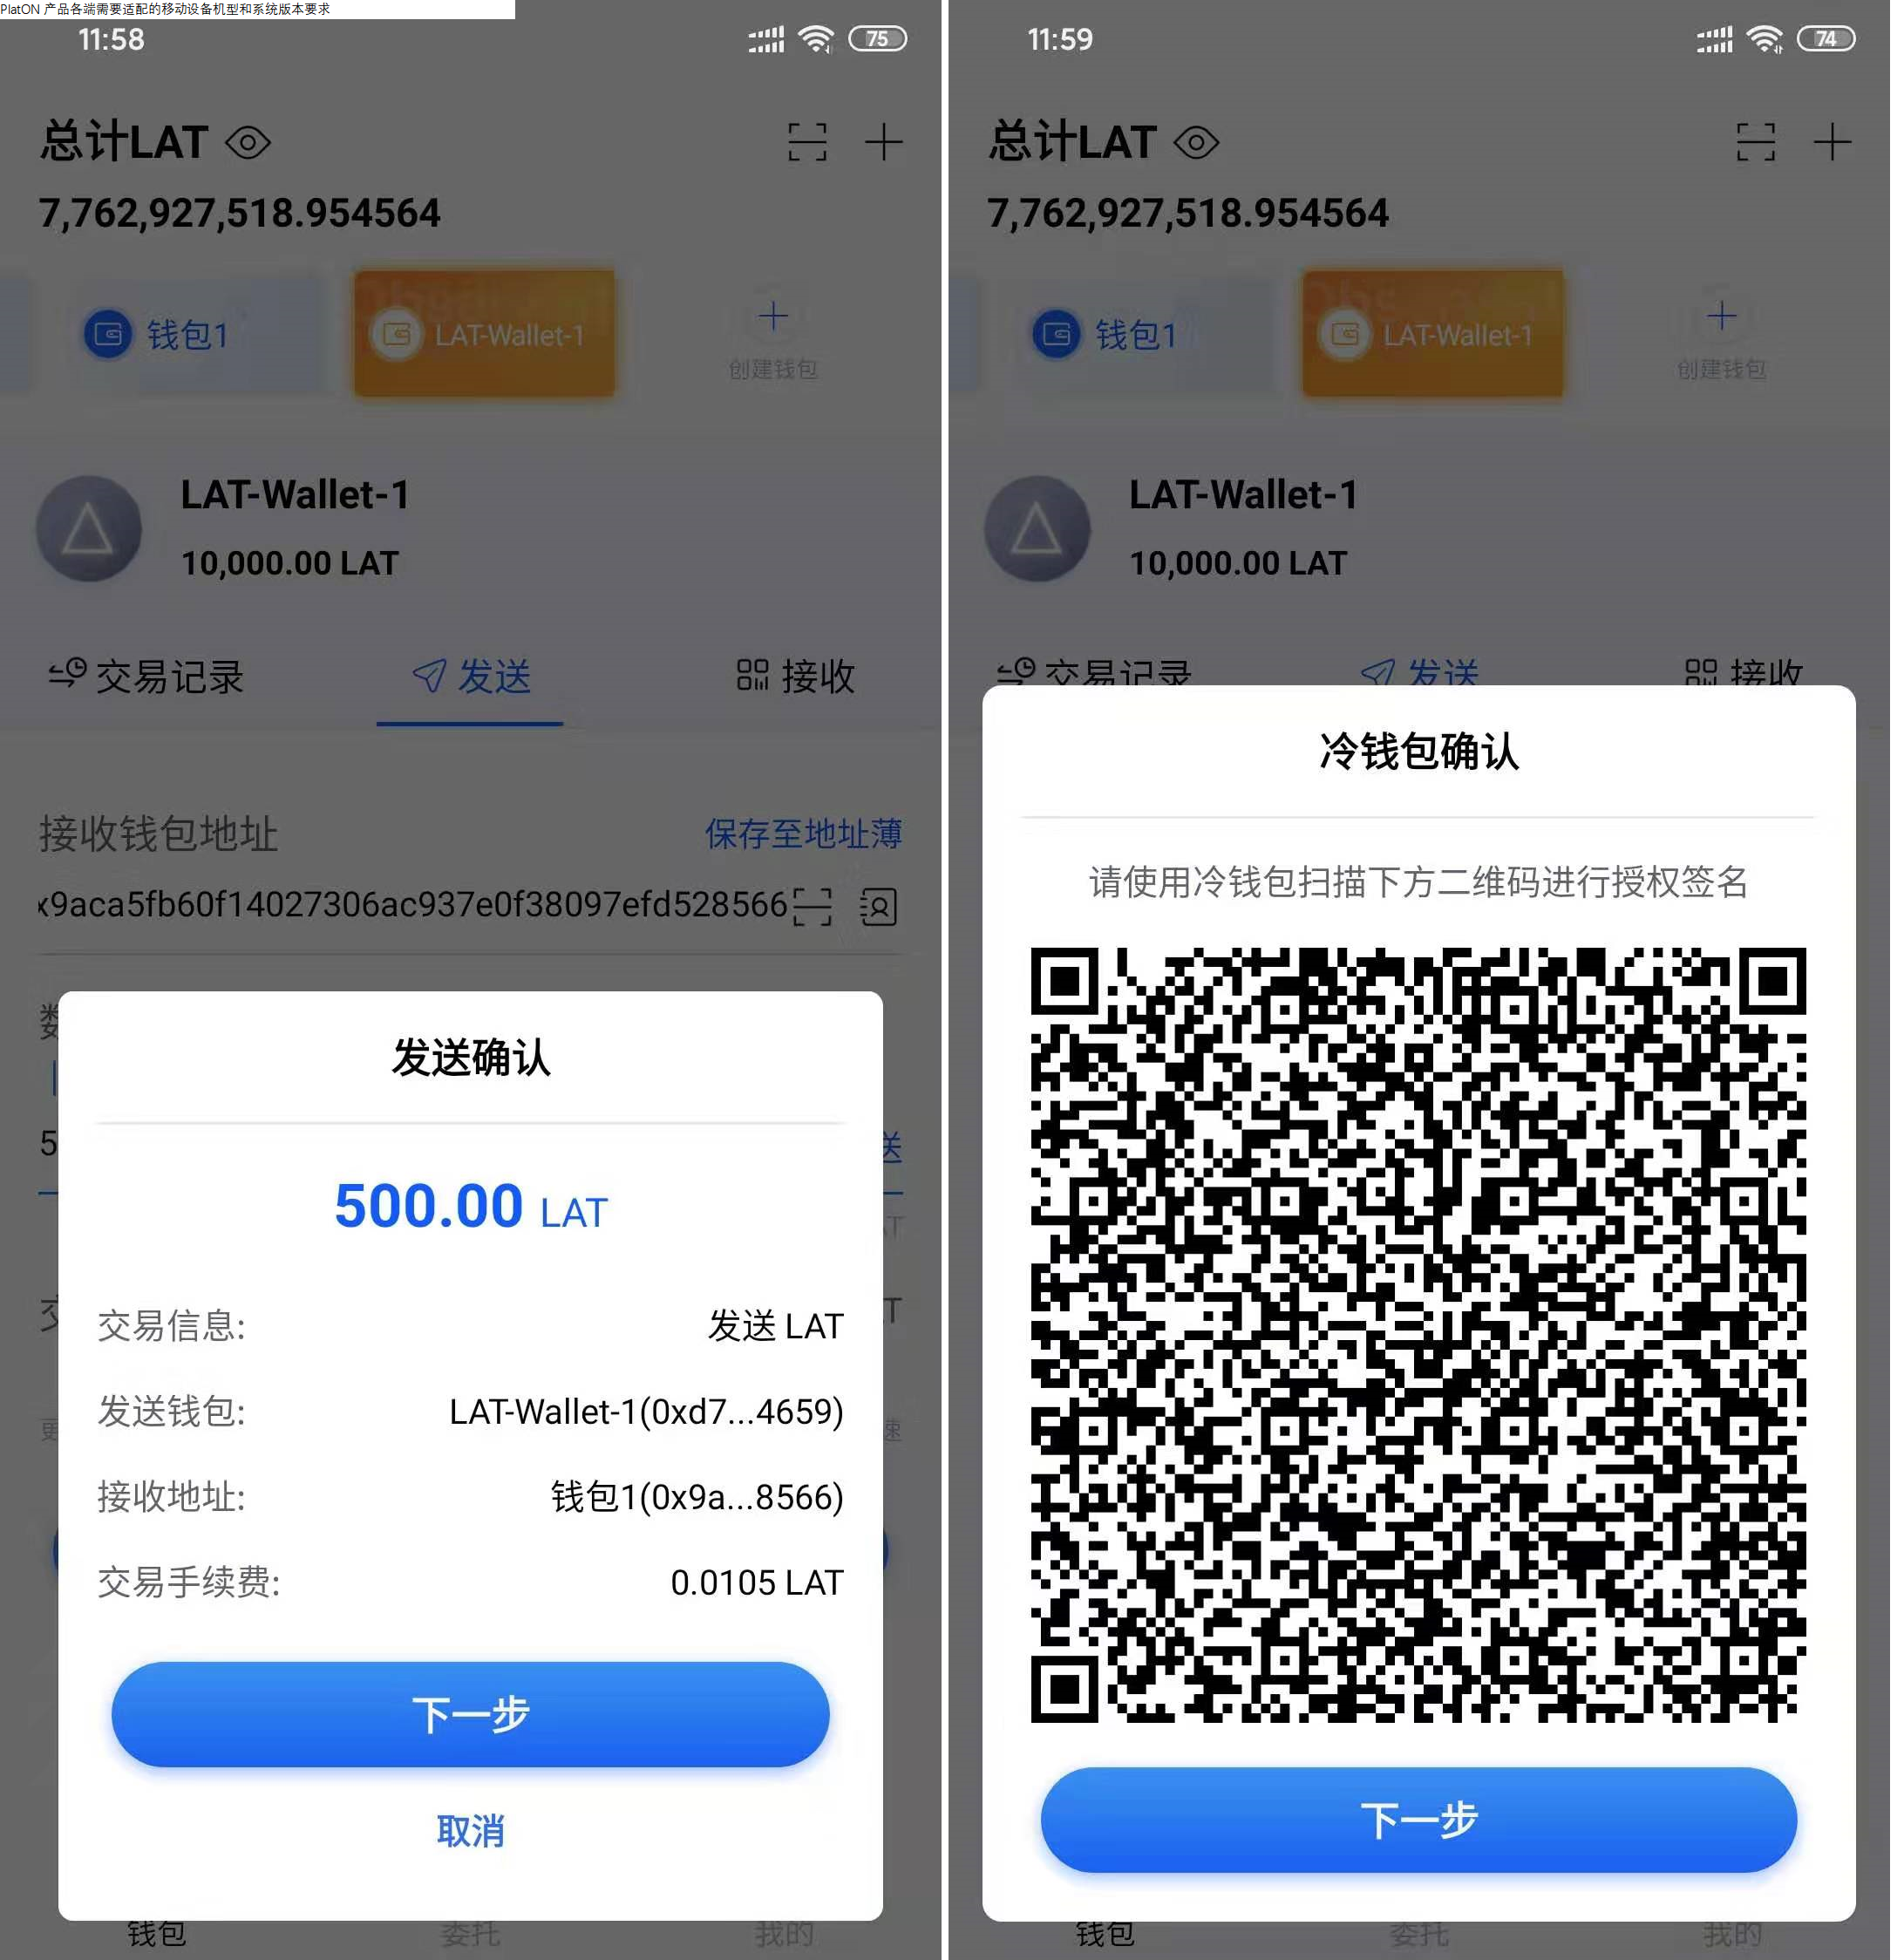 PlatON 产品各端需要适配的移动设备机型和系统版本要求
11:58
75
总计LAT
7,762,927,518.954564
钱包1
LAT-Wallet-1
创建钱包
LAT-Wallet-1
10,000.00 LAT
交易记录
发送
接收
接收钱包地址
保存至地址薄
x9aca5fb60f14027306ac937e0f38097efd528566
发送确认
500.00 LAT
交易信息:
发送 LAT
发送钱包:
LAT-Wallet-1(0xd7...4659)
接收地址:
钱包1(0x9a...8566)
交易手续费:
0.0105 LAT
下一步
取消
钱包
委托
我的
11:59
74
总计LAT
7,762,927,518.954564
钱包1
LAT-Wallet-1
创建钱包
LAT-Wallet-1
10,000.00 LAT
交易记录
发送
接收
冷钱包确认
请使用冷钱包扫描下方二维码进行授权签名
下一步
钱包
委托
我的